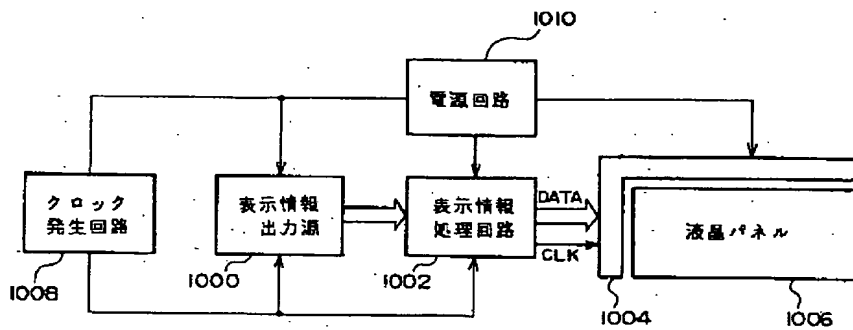 1010
電源回路
クロック
発生回路
1008
表示情報
出力源
1000
表示情報
処理回路
1002
DATA
CLK
液晶パネル
1004
1006